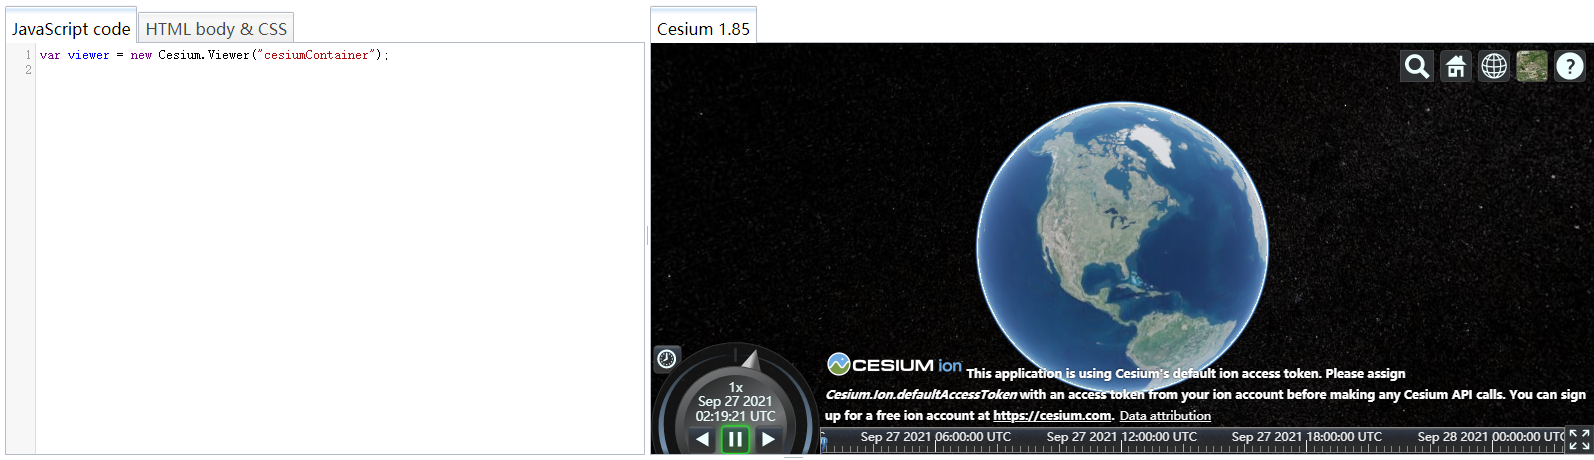 JavaScript code
HTML body & CSS
Cesium 1.85
1 var viewer = new Cesium.Viewer("cesiumContainer");
2
?
CESIUM ion This application is using Cesium's default ion access token. Please assign
Cesium.Ion.defaultAccessToken with an access token from your ion account before making any Cesium API calls. You can sign
up for a free ion account at https://cesium.com. Data attribution
1x
Sep 27 2021
02:19:21 UTC
Sep 27 2021 06:00:00 UTC
Sep 27 2021 12:00:00 UTC
Sep 27 2021 18:00:00 UTC
Sep 28 2021 00:00:00 UTC